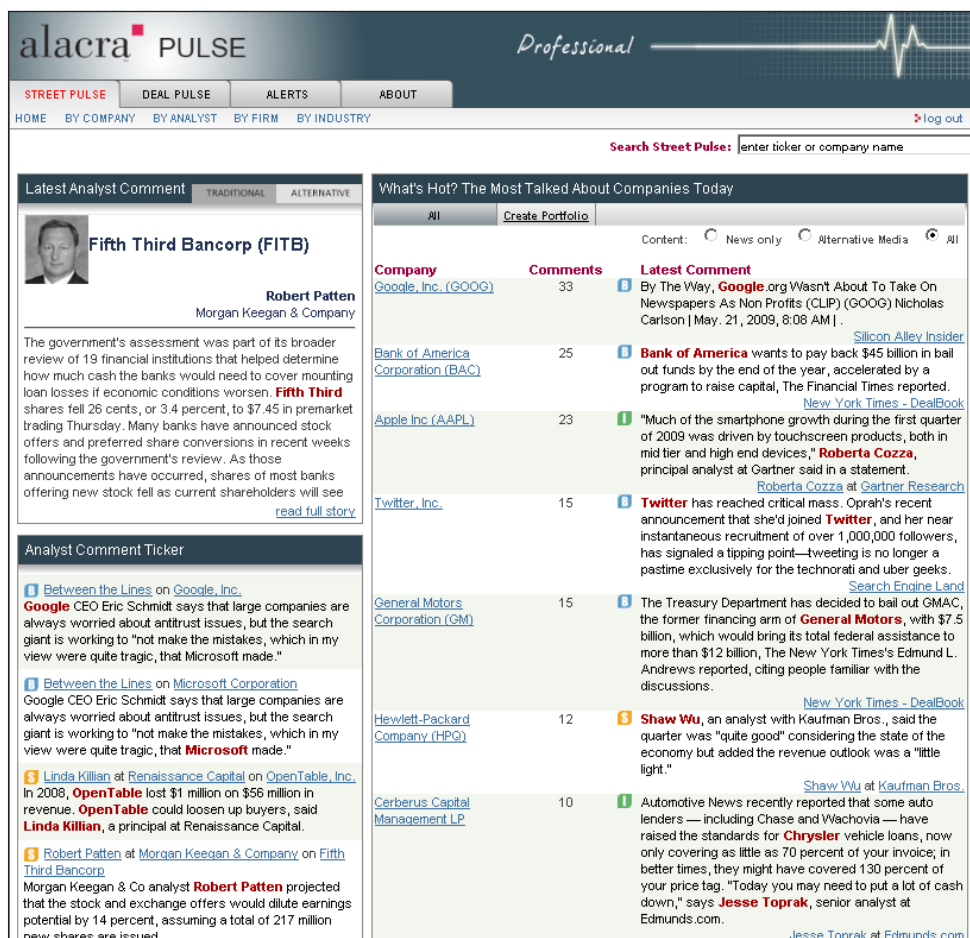 alacra PULSE
Professional
STREET PULSE DEAL PULSE ALERTS ABOUT
HOME BY COMPANY BY ANALYST BY FIRM BY INDUSTRY
log out
Search Street Pulse: enter ticker or company name
Latest Analyst Comment TRADITIONAL ALTERNATIVE
Fifth Third Bancorp (FITB)
Robert Patten
Morgan Keegan & Company
The government's assessment was part of its broader
review of 19 financial institutions that helped determine
how much cash the banks would need to cover mounting
loan losses if economic conditions worsen. Fifth Third
shares fell 26 cents, or 3.4 percent, to $7.45 in premarket
trading Thursday. Many banks have announced stock
offers and preferred share conversions in recent weeks
following the government's review. As those
announcements have occurred, shares of most banks
offering new stock fell as current shareholders will see
read full story
Analyst Comment Ticker
B Between the Lines on Google, Inc.
Google CEO Eric Schmidt says that large companies are
always worried about antitrust issues, but the search
giant is working to "not make the mistakes, which in my
view were quite tragic, that Microsoft made."
B Between the Lines on Microsoft Corporation
Google CEO Eric Schmidt says that large companies are
always worried about antitrust issues, but the search
giant is working to "not make the mistakes, which in my
view were quite tragic, that Microsoft made."
S Linda Killian at Renaissance Capital on OpenTable, Inc.
In 2008, OpenTable lost $1 million on $56 million in
revenue. OpenTable could loosen up buyers, said
Linda Killian, a principal at Renaissance Capital.
S Robert Patten at Morgan Keegan & Company on Fifth
Third Bancorp
Morgan Keegan & Co analyst Robert Patten projected
that the stock and exchange offers would dilute earnings
potential by 14 percent, assuming a total of 217 million
new shares are issued
What's Hot? The Most Talked About Companies Today
All Create Portfolio
Content: News only Alternative Media All
Company Comments Latest Comment
Google, Inc. (GOOG) 33 B By The Way, Google.org Wasn't About To Take On
Newspapers As Non Profits (CLIP) (GOOG) Nicholas
Carlson | May. 21, 2009, 8:08 AM | .
Silicon Alley Insider
Bank of America 25 B Bank of America wants to pay back $45 billion in bail
Corporation (BAC) out funds by the end of the year, accelerated by a
program to raise capital, The Financial Times reported.
New York Times - DealBook
Apple Inc (AAPL) 23 I "Much of the smartphone growth during the first quarter
of 2009 was driven by touchscreen products, both in
mid tier and high end devices," Roberta Cozza,
principal analyst at Gartner said in a statement.
Roberta Cozza at Gartner Research
Twitter, Inc. 15 B Twitter has reached critical mass. Oprah's recent
announcement that she'd joined Twitter, and her near
instantaneous recruitment of over 1,000,000 followers,
has signaled a tipping point—tweeting is no longer a
pastime exclusively for the technorati and uber geeks.
Search Engine Land
General Motors 15 B The Treasury Department has decided to bail out GMAC,
Corporation (GM) the former financing arm of General Motors, with $7.5
billion, which would bring its total federal assistance to
more than $12 billion, The New York Times's Edmund L.
Andrews reported, citing people familiar with the
discussions.
New York Times - DealBook
Hewlett-Packard 12 S Shaw Wu, an analyst with Kaufman Bros., said the
Company (HPQ) quarter was "quite good" considering the state of the
economy but added the revenue outlook was a "little
light."
Shaw Wu at Kaufman Bros.
Cerberus Capital 10 I Automotive News recently reported that some auto
Management LP lenders — including Chase and Wachovia — have
raised the standards for Chrysler vehicle loans, now
only covering as little as 70 percent of your invoice; in
better times, they might have covered 130 percent of
your price tag. "Today you may need to put a lot of cash
down," says Jesse Toprak, senior analyst at
Edmunds.com.
Jesse Toprak at Edmunds.com